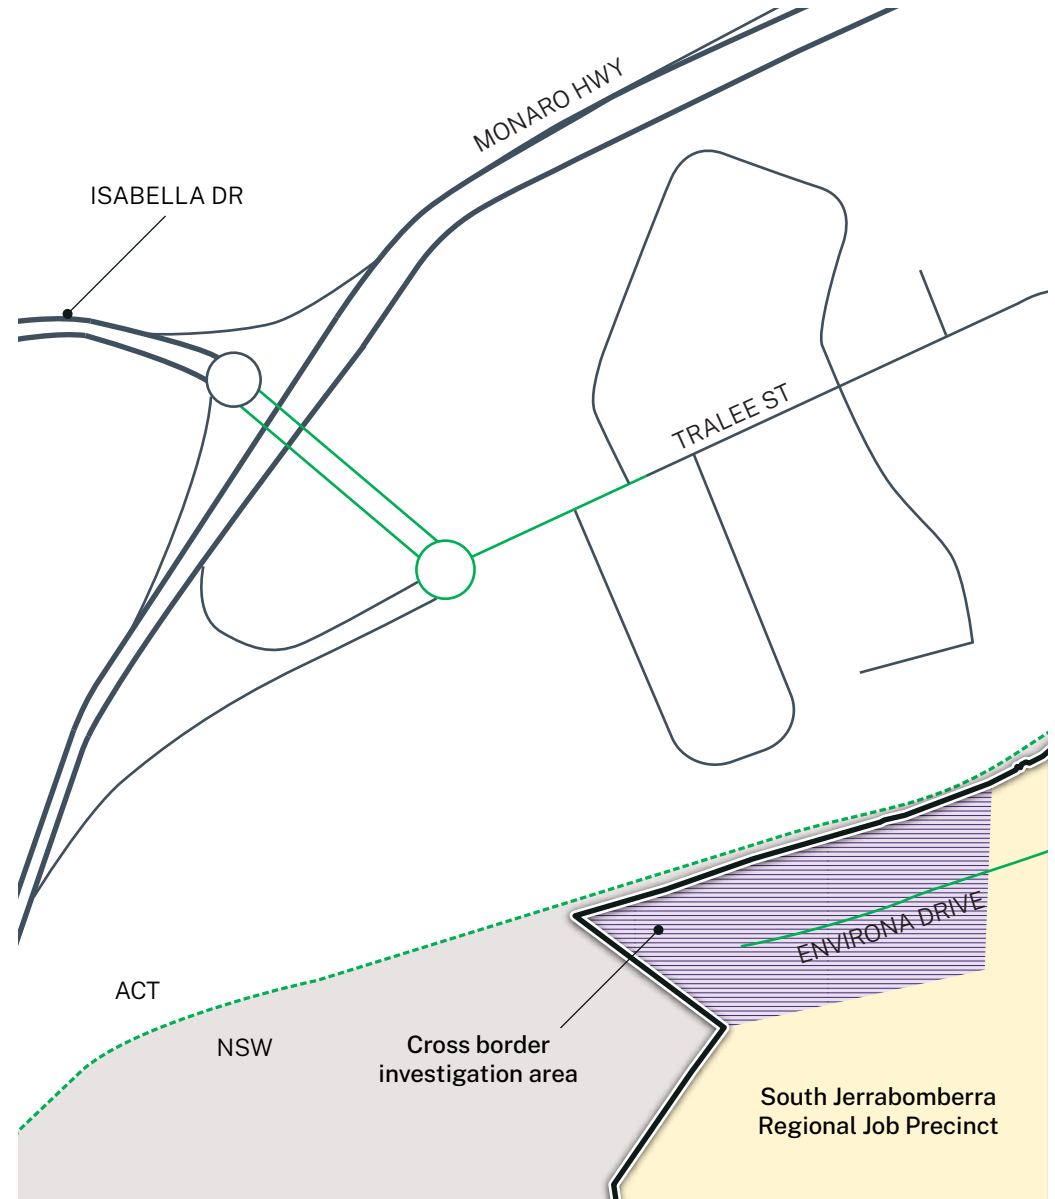 MONARO HWY
ISABELLA DR
TRALEE ST
ENVIRONA DRIVE
ACT
NSW
Cross border
investigation area
South Jerrabomberra
Regional Job Precinct